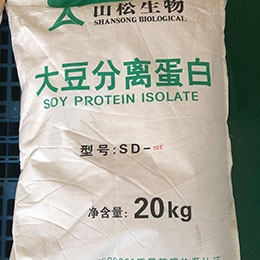 山松生物
SHANSONG BIOLOGICAL
大豆分离蛋白
SOY PROTEIN ISOLATE
型号:SD-
净含量: 20kg